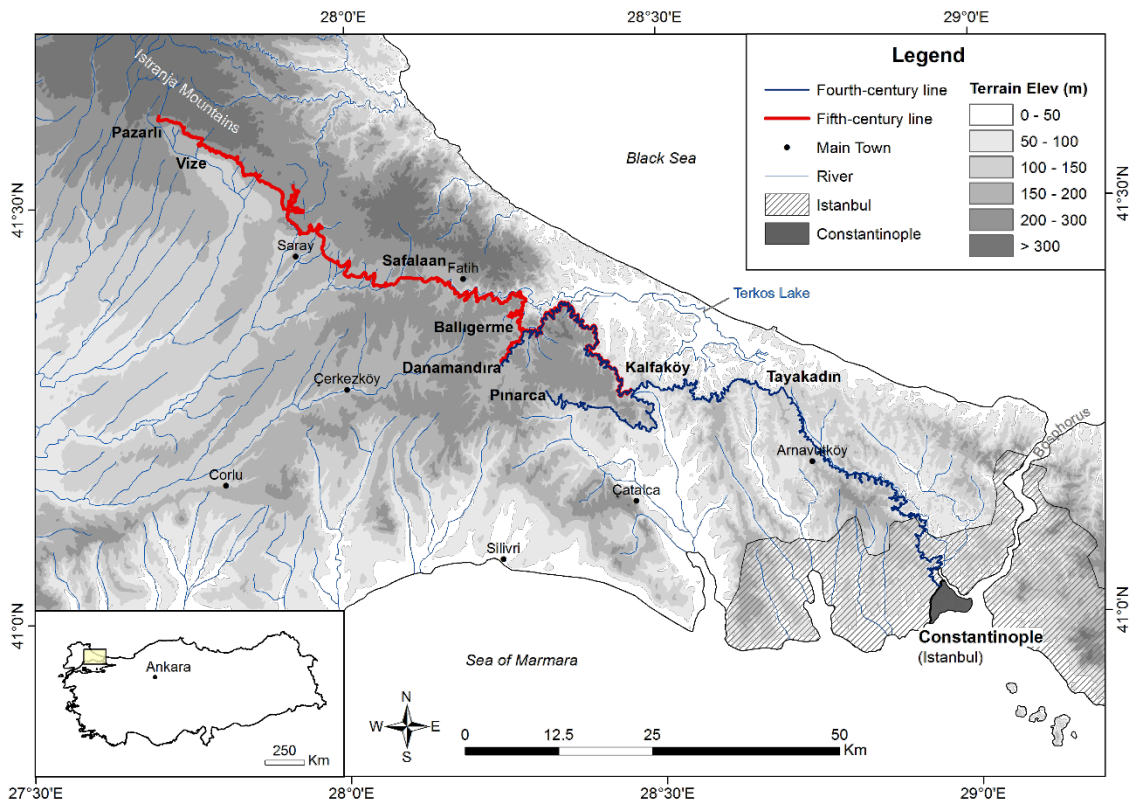 28°0'E
28°30'E
29°0'E
41°30'N
41°0'N
41°30'N
41°0'N
27°30'E
28°0'E
28°30'E
29°0'E
Legend
Fourth-century line
Fifth-century line
Main Town
River
Istanbul
Constantinople
Terrain Elev (m)
0 - 50
50 - 100
100 - 150
150 - 200
200 - 300
> 300
Istranja Mountains
Black Sea
Pazarlı
Vize
Saray
Safalaan
Fatih
Terkos Lake
Ballıgerme
Danamandıra
Kalfaköy
Tayakadın
Çerkezköy
Pınarca
Bosphorus
Arnavutköy
Corlu
Çatalca
Silivri
Constantinople
(Istanbul)
Sea of Marmara
Ankara
250
Km
N
W
E
S
0
12.5
25
50
Km